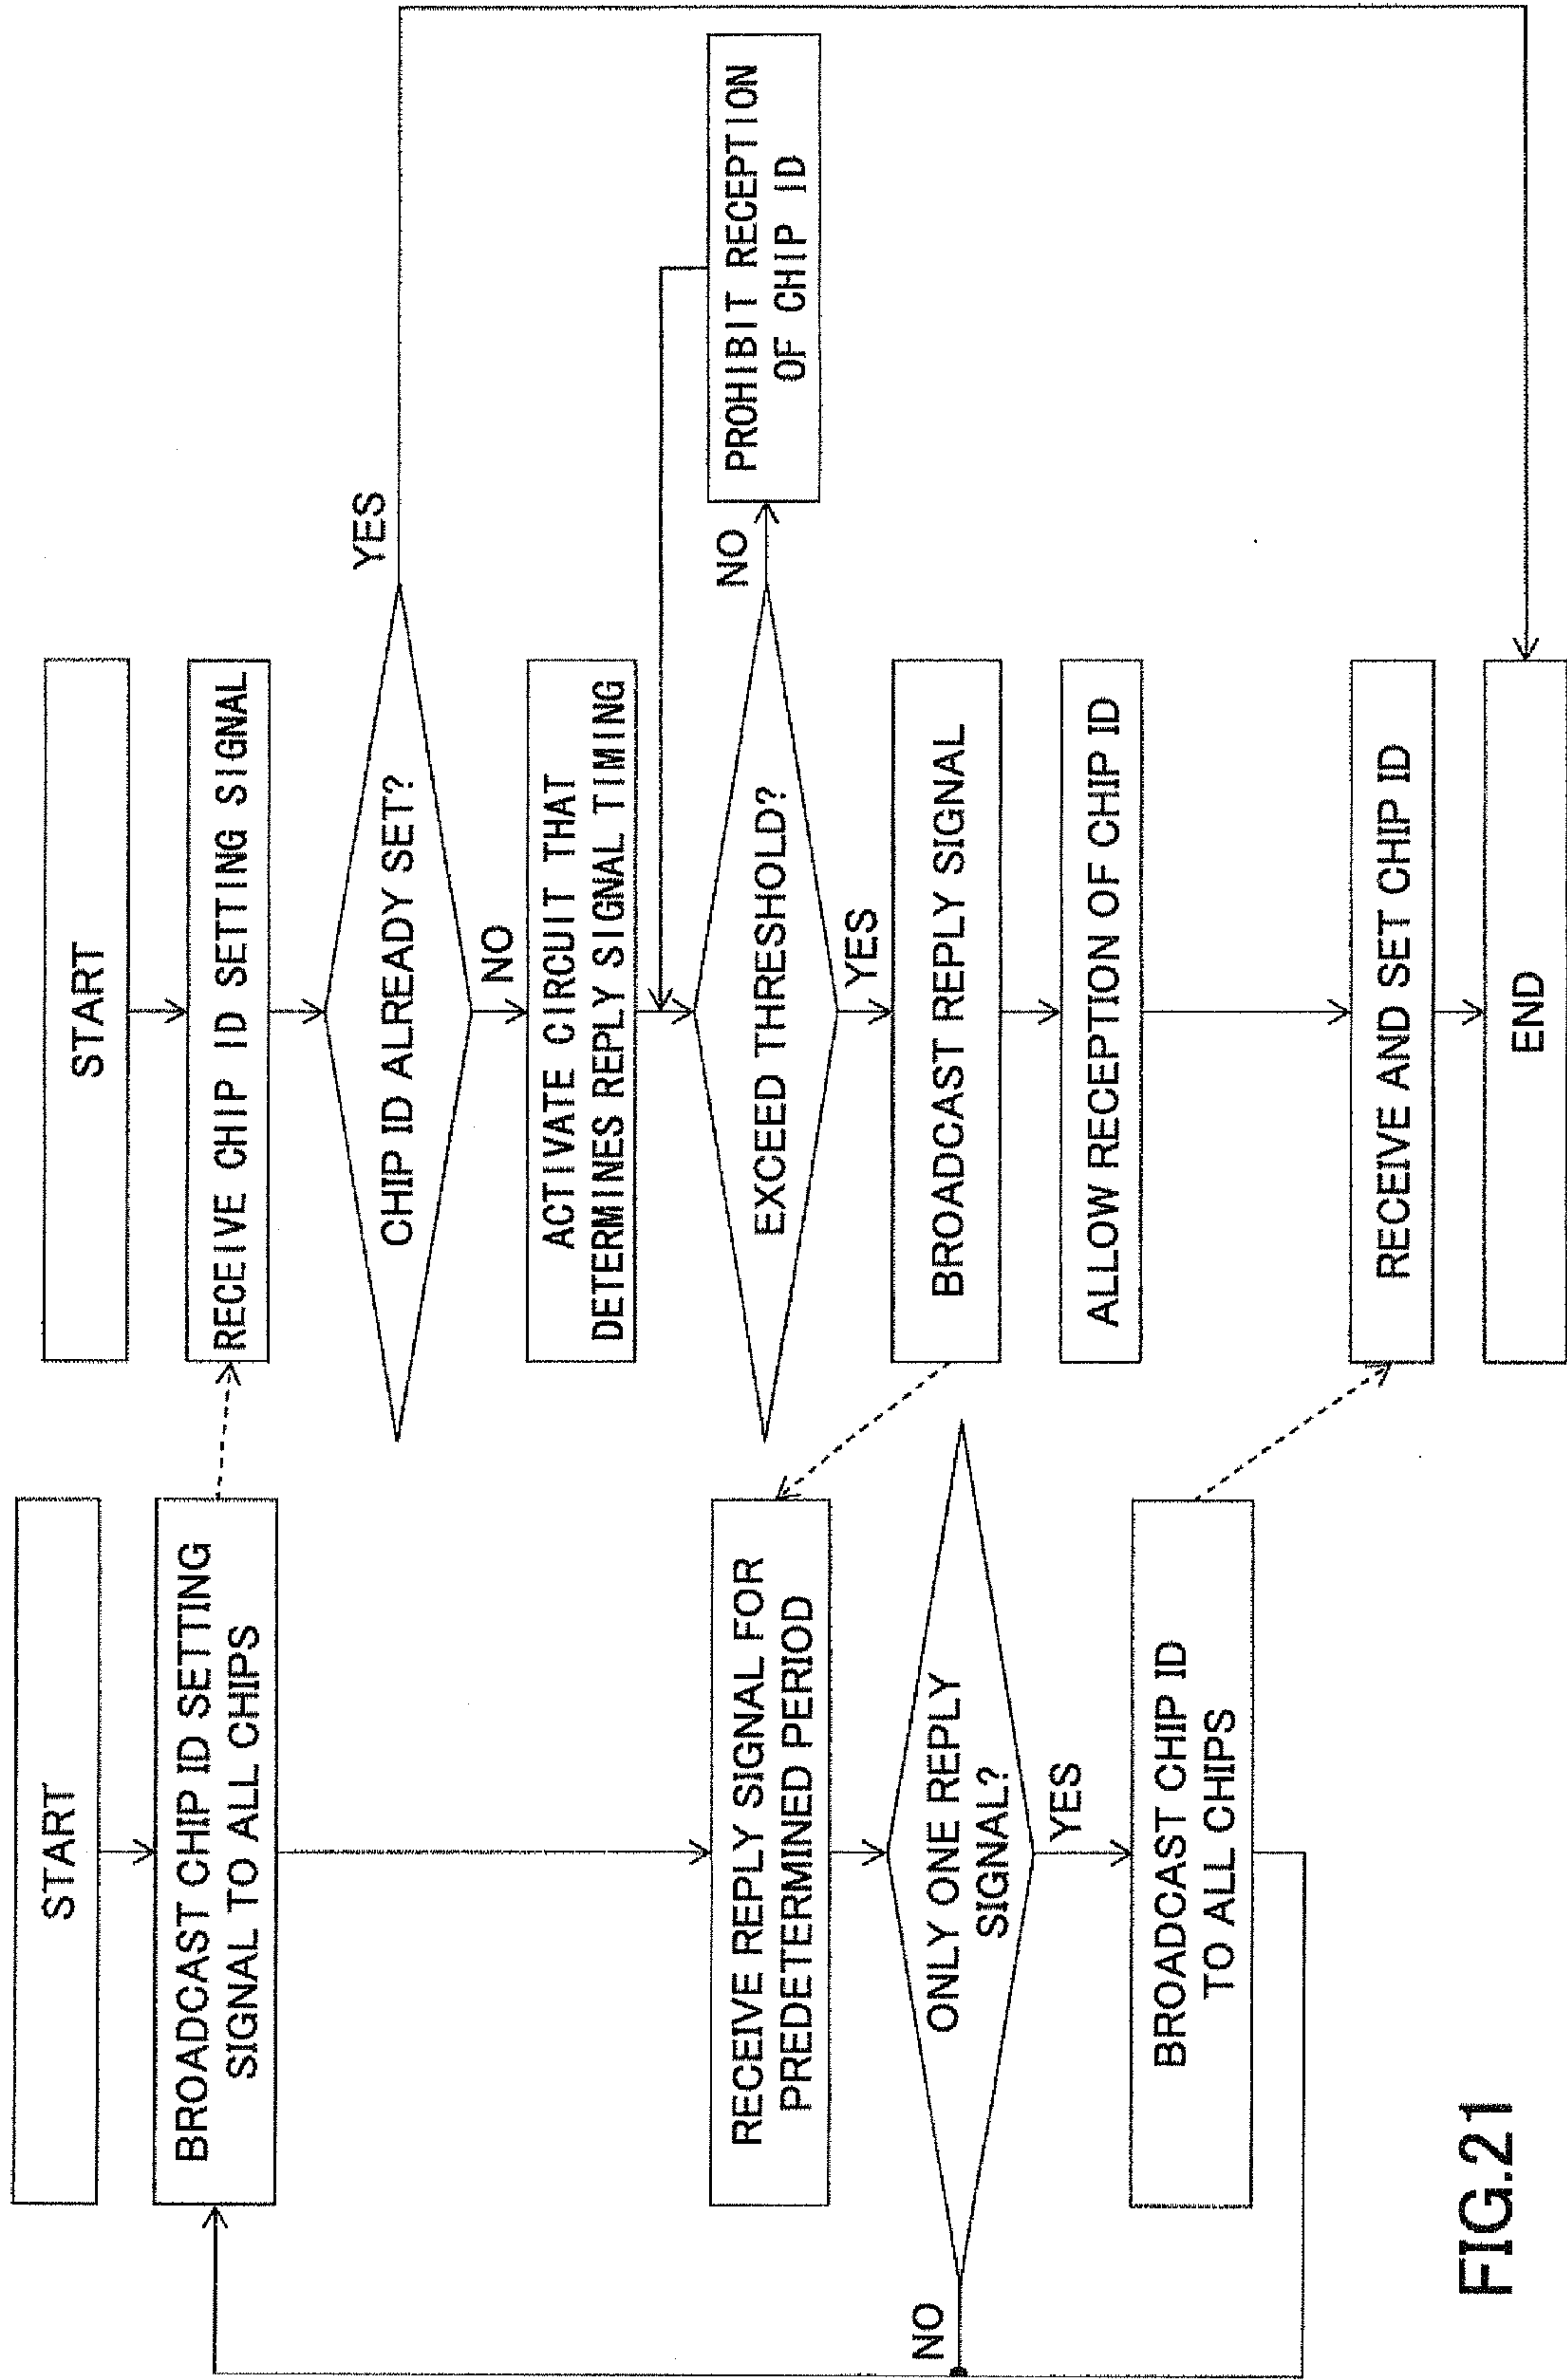 START
BROADCAST CHIP ID SETTING
SIGNAL TO ALL CHIPS
RECEIVE REPLY SIGNAL FOR
PREDETERMINED PERIOD
ONLY ONE REPLY
SIGNAL?
NO
YES
BROADCAST CHIP ID
TO ALL CHIPS
START
RECEIVE CHIP ID SETTING SIGNAL
CHIP ID ALREADY SET?
YES
NO
ACTIVATE CIRCUIT THAT
DETERMINES REPLY SIGNAL TIMING
EXCEED THRESHOLD?
NO
PROHIBIT RECEPTION
OF CHIP ID
YES
BROADCAST REPLY SIGNAL
ALLOW RECEPTION OF CHIP ID
RECEIVE AND SET CHIP ID
END
FIG.21